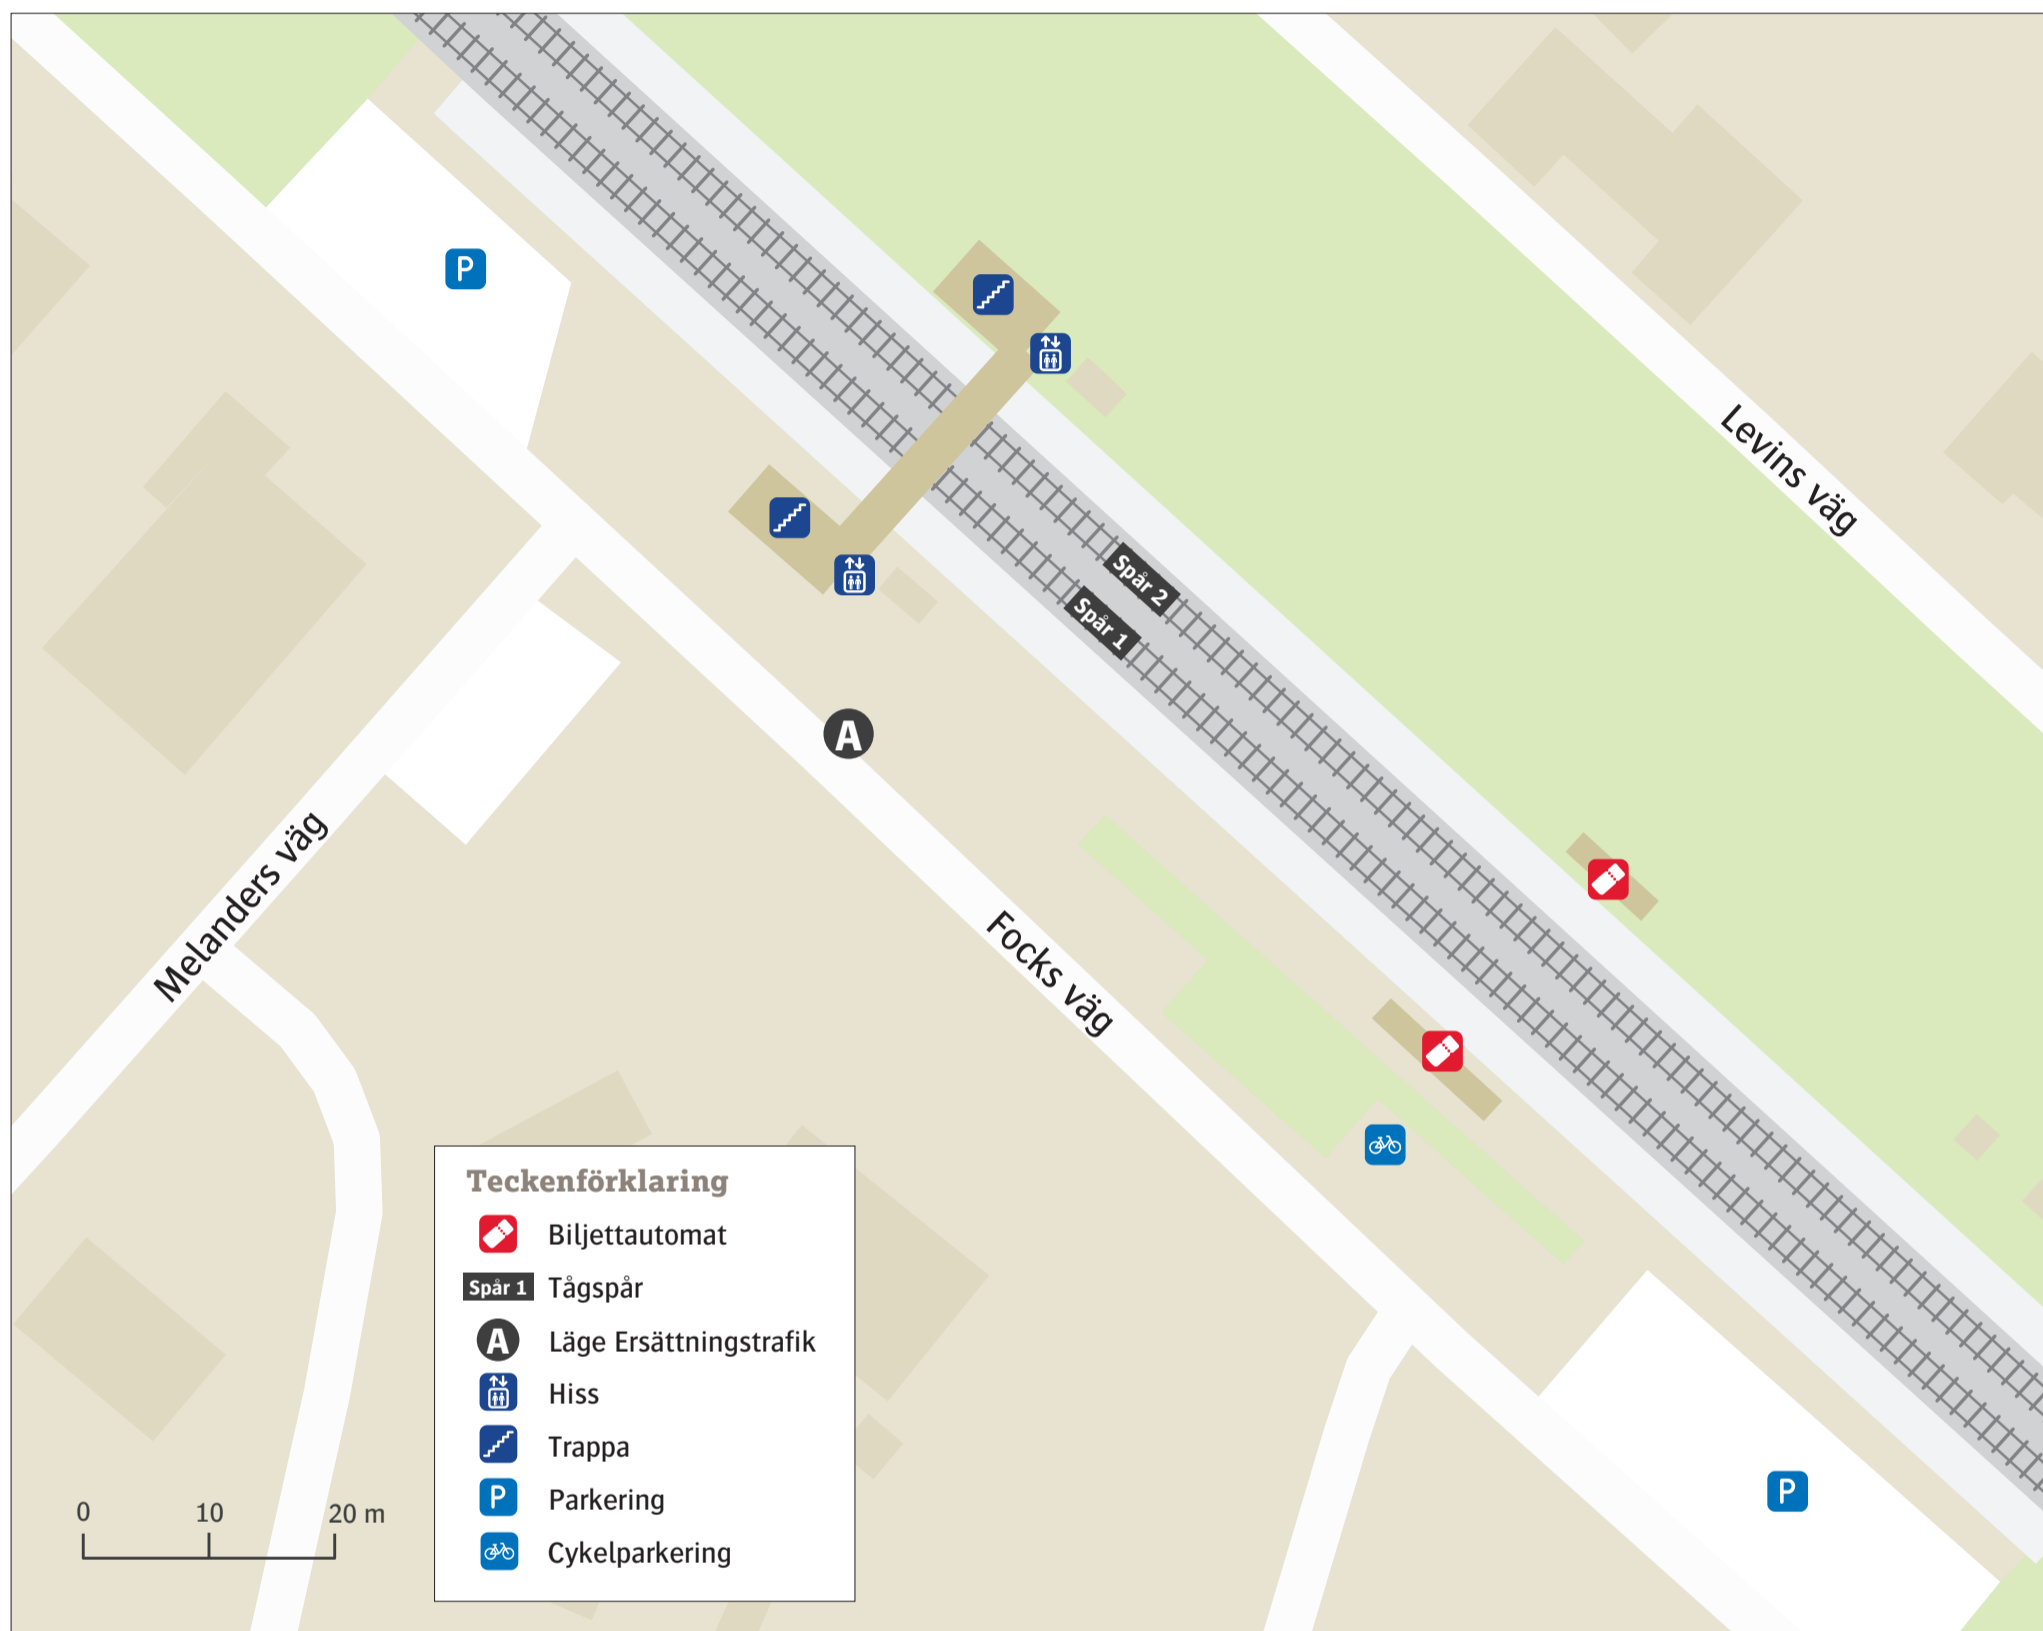 P
Levins väg
Spår 2
Spår 1
A
Melanders väg
Focks väg
Teckenförklaring
Biljettautomat
Spår 1 Tågspår
A Läge Ersättningstrafik
Hiss
Trappa
P Parkering
Cykelparkering
0 10 20 m
P